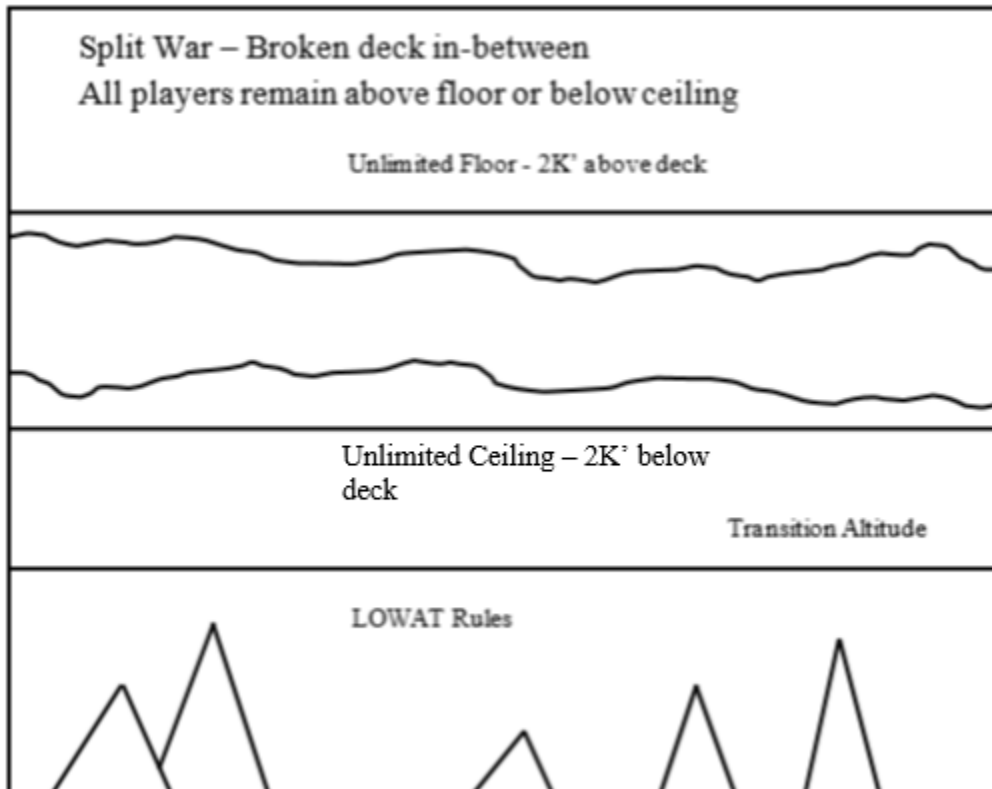 Split War – Broken deck in-between
All players remain above floor or below ceiling
Unlimited Floor - 2K’ above deck
Unlimited Ceiling – 2K’ below
deck
Transition Altitude
LOWAT Rules